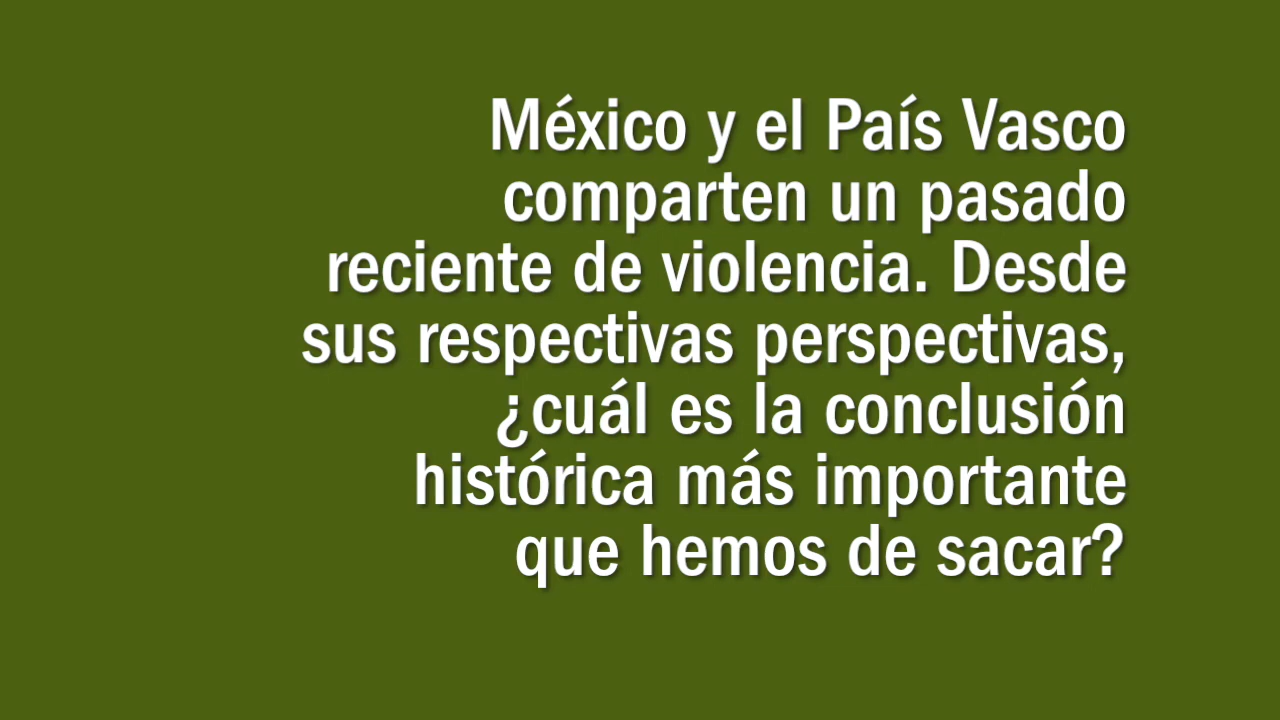 México y el País Vasco
comparten un pasado
reciente de violencia. Desde
sus respectivas perspectivas,
¿cuál es la conclusión
histórica más importante
que hemos de sacar?